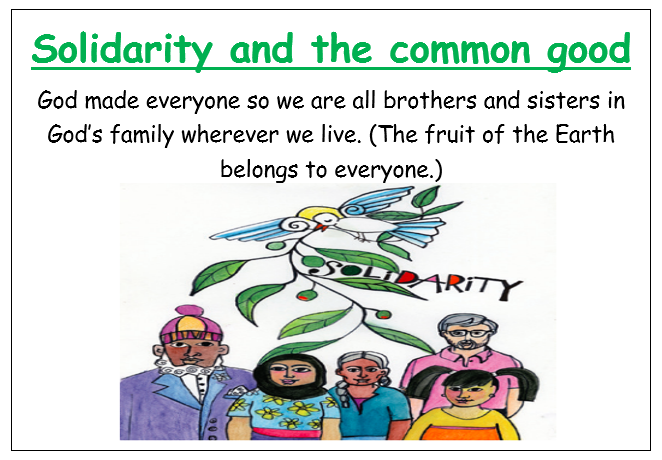 Solidarity and the common good
God made everyone so we are all brothers and sisters in
God's family wherever we live. (The fruit of the Earth
belongs to everyone.)
SOLIDARITY